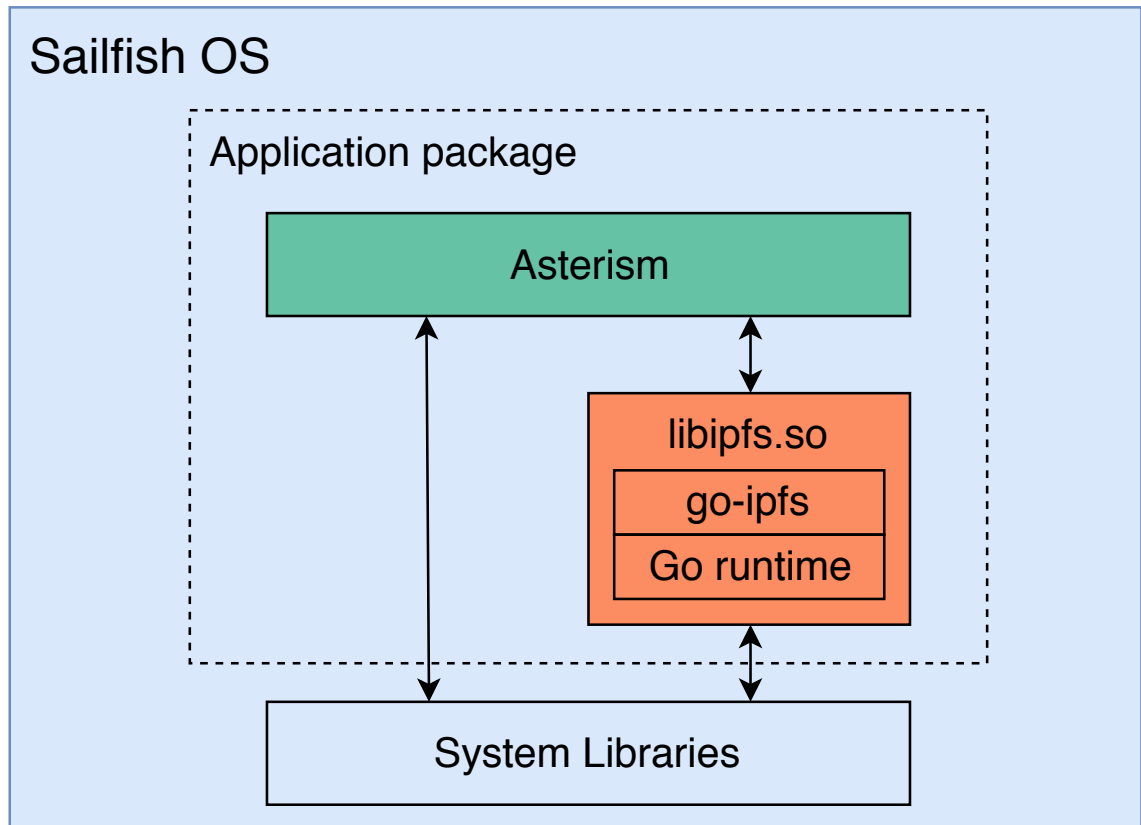 Sailfish OS
Application package
Asterism
libipfs.so
go-ipfs
Go runtime
System Libraries